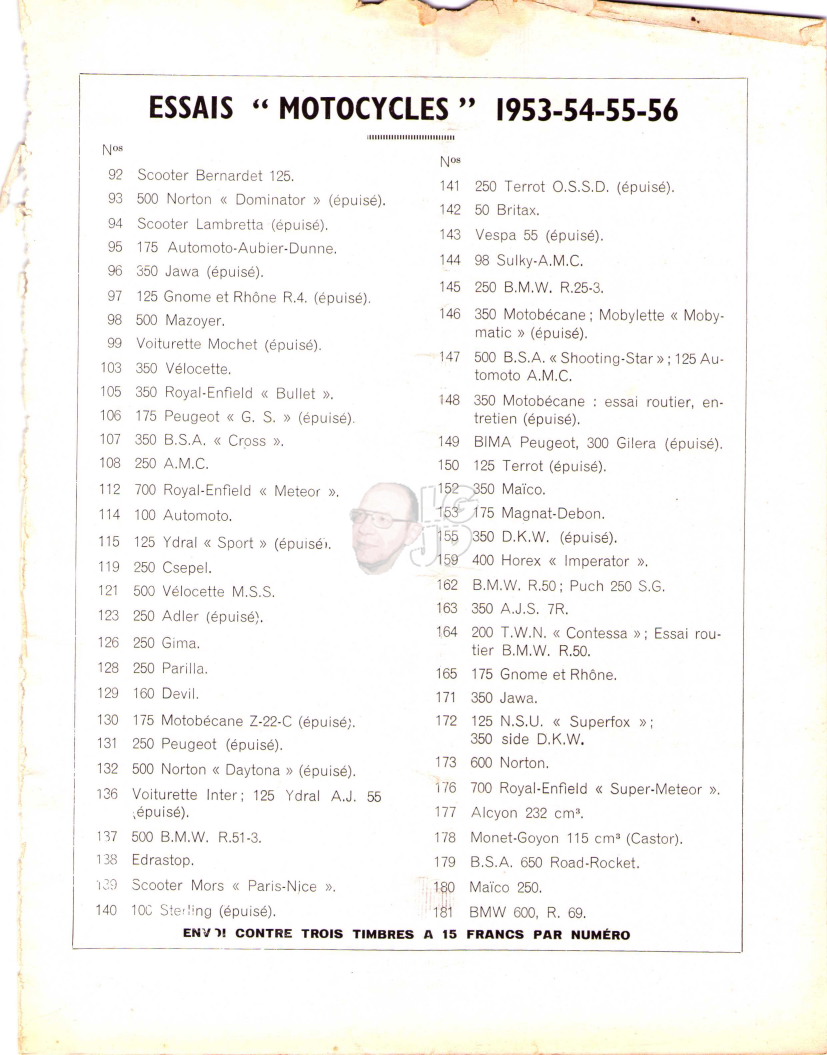 ESSAIS “ MOTOCYCLES ” 1953-54-55-56
Nos
92 Scooter Bernardet 125.
93 500 Norton « Dominator » (épuisé).
94 Scooter Lambretta (épuisé).
95 175 Automoto-Aubier-Dunne.
96 350 Jawa (épuisé).
97 125 Gnome et Rhône R.4. (épuisé).
98 500 Mazoyer.
99 Voiturette Mochet (épuisé).
103 350 Vélocette.
105 350 Royal-Enfield « Bullet ».
106 175 Peugeot « G. S. » (épuisé).
107 350 B.S.A. « Cross ».
108 250 A.M.C.
112 700 Royal-Enfield « Meteor ».
114 100 Automoto.
115 125 Ydral « Sport » (épuisé).
119 250 Csepel.
121 500 Vélocette M.S.S.
123 250 Adler (épuisé).
126 250 Gima.
128 250 Parilla.
129 160 Devil.
130 175 Motobécane Z-22-C (épuisé).
131 250 Peugeot (épuisé).
132 500 Norton « Daytona » (épuisé).
136 Voiturette Inter; 125 Ydral A.J. 55
(épuisé).
137 500 B.M.W. R.51-3.
138 Edrastop.
139 Scooter Mors « Paris-Nice ».
140 100 Sterling (épuisé).
Nos
141 250 Terrot O.S.S.D. (épuisé).
142 50 Britax.
143 Vespa 55 (épuisé).
144 98 Sulky-A.M.C.
145 250 B.M.W. R.25-3.
146 350 Motobécane; Mobylette « Moby-
matic » (épuisé).
147 500 B.S.A. « Shooting-Star »; 125 Au-
tomoto A.M.C.
148 350 Motobécane : essai routier, en-
tretien (épuisé).
149 BIMA Peugeot, 300 Gilera (épuisé).
150 125 Terrot (épuisé).
152 350 Maïco.
153 175 Magnat-Debon.
155 350 D.K.W. (épuisé).
159 400 Horex « Imperator ».
162 B.M.W. R.50; Puch 250 S.G.
163 350 A.J.S. 7R.
164 200 T.W.N. « Contessa »; Essai rou-
tier B.M.W. R.50.
165 175 Gnome et Rhône.
171 350 Jawa.
172 125 N.S.U. « Superfox »;
350 side D.K.W.
173 600 Norton.
176 700 Royal-Enfield « Super-Meteor ».
177 Alcyon 232 cm³.
178 Monet-Goyon 115 cm³ (Castor).
179 B.S.A. 650 Road-Rocket.
180 Maïco 250.
181 BMW 600, R. 69.
ENVOI CONTRE TROIS TIMBRES A 15 FRANCS PAR NUMÉRO
LG
JD